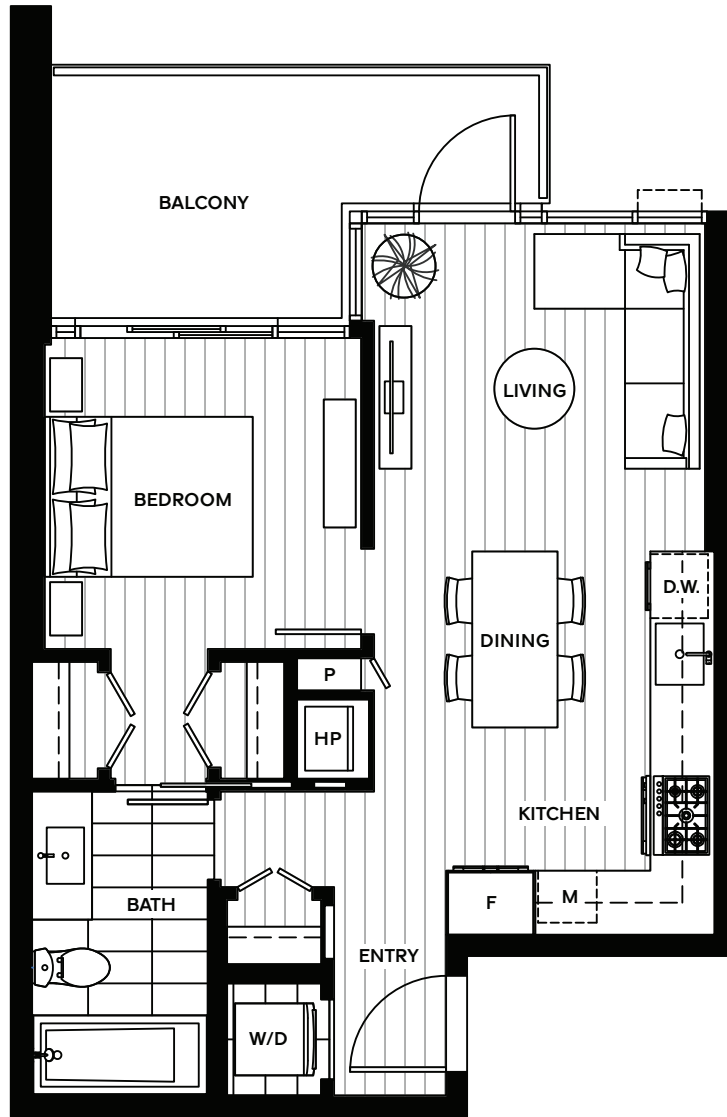 BALCONY
LIVING
BEDROOM
D.W.
DINING
P
HP
KITCHEN
M
F
BATH
ENTRY
W/D